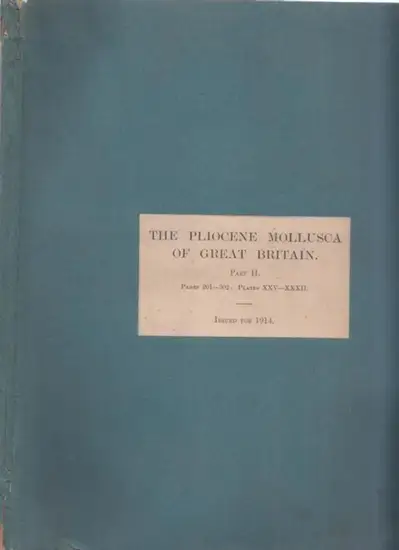 THE PLIOCENE MOLLUSCA
OF GREAT BRITAIN.
PART II.
PAGES 201—302; PLATES XXV—XXXII.
ISSUED FOR 1914.